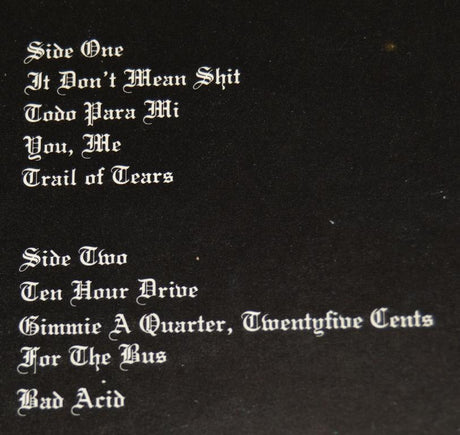 Side One
It Don't Mean Shit
Todo Para Mi
You, Me
Trail of Tears
Side Two
Ten Hour Drive
Gimmie A Quarter, Twentyfive Cents
For The Bus
Bad Acid